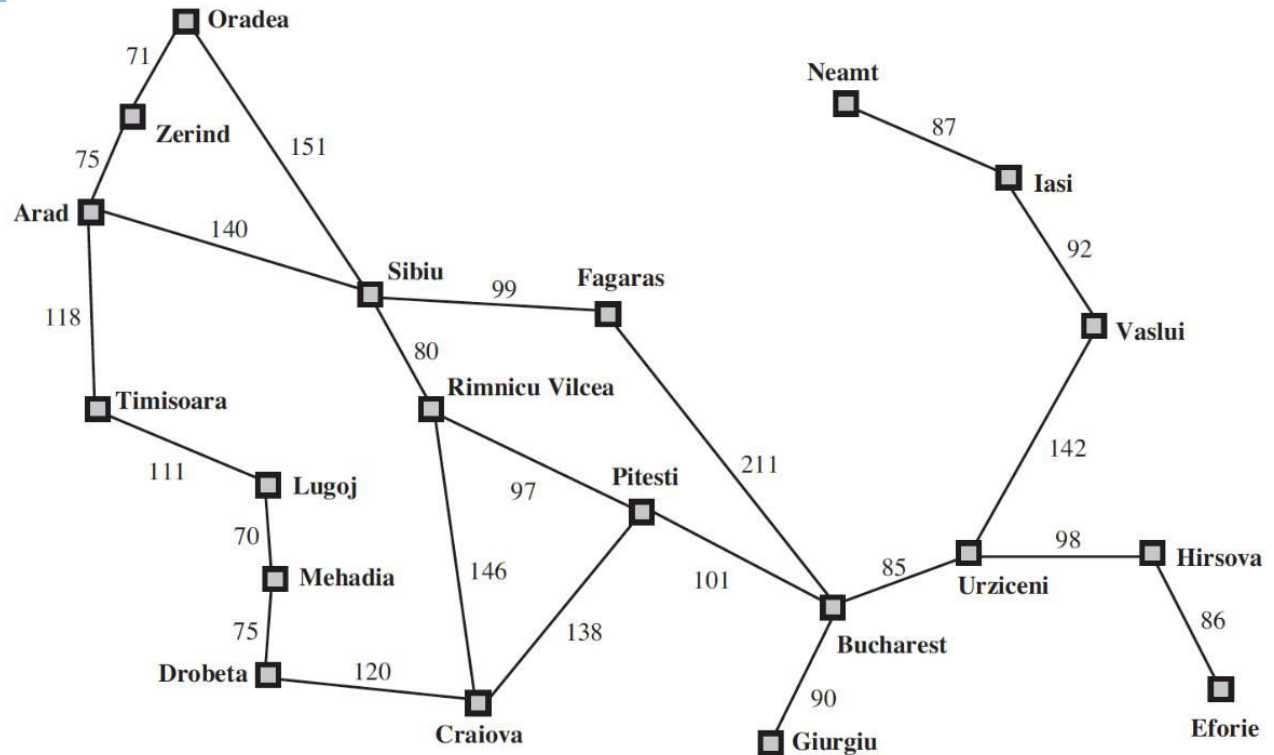 Oradea
71
Neamt
87
Zerind
151
75
Iasi
Arad
140
92
Sibiu
Fagaras
99
118
Vaslui
80
Rimnicu Vilcea
Timisoara
142
111
211
Pitesti
Lugoj
97
70
98
Hirsova
Mehadia
146
101
85
Urziceni
86
75
138
Bucharest
Drobeta
120
90
Eforie
Craiova
Giurgiu